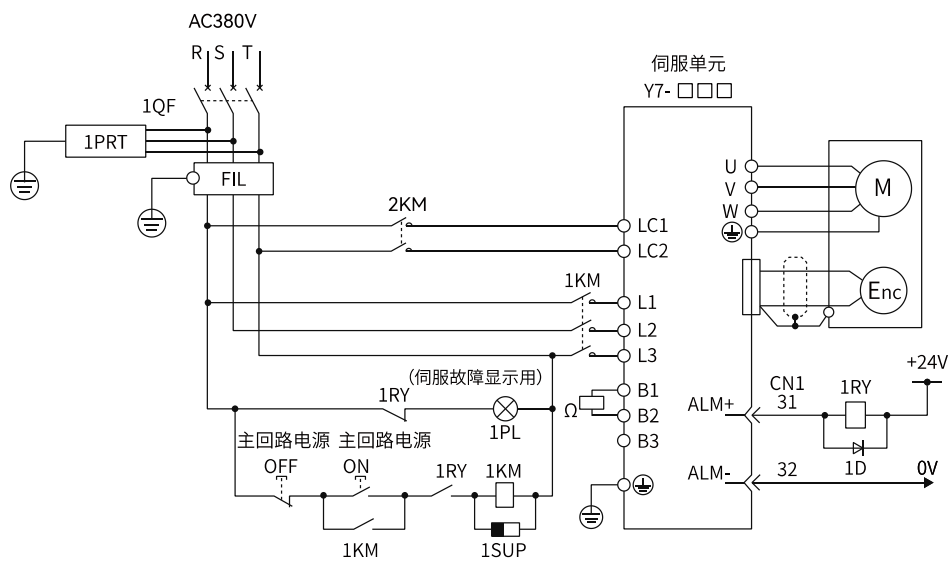 AC380V
R S T
伺服单元
Y7- □□□
1QF
1PRT
FIL
U
V
W
M
2KM
LC1
LC2
1KM
Enc
L1
L2
L3
(伺服故障显示用)
1RY
1PL
Ω
B1
B2
B3
ALM+
CN1
31
1RY
+24V
1D
主回路电源 主回路电源
OFF ON 1RY 1KM
ALM-
32
0V
1KM
1SUP